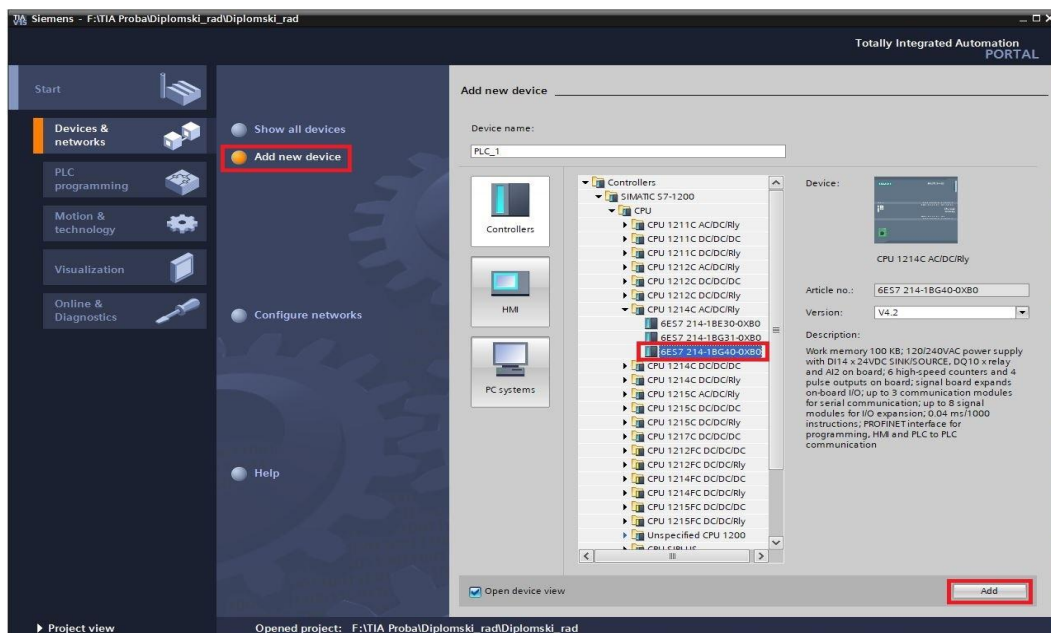 Siemens - F:\TIA Proba\Diplomski_rad\Diplomski_rad
Totally Integrated Automation
PORTAL
Start
Devices &
networks
PLC
programming
Motion &
technology
Visualization
Online &
Diagnostics
Show all devices
Add new device
Configure networks
Help
Add new device
Device name:
PLC_1
Controllers
HMI
PC systems
Controllers
SIMATIC S7-1200
CPU
CPU 1211C AC/DC/Rly
CPU 1211C DC/DC/DC
CPU 1211C DC/DC/Rly
CPU 1212C AC/DC/Rly
CPU 1212C DC/DC/DC
CPU 1212C DC/DC/Rly
CPU 1214C AC/DC/Rly
6ES7 214-1BE30-0XB0
6ES7 214-1BG31-0XB0
6ES7 214-1BG40-0XB0
CPU 1214C DC/DC/DC
CPU 1214C DC/DC/Rly
CPU 1215C AC/DC/Rly
CPU 1215C DC/DC/DC
CPU 1215C DC/DC/Rly
CPU 1217C DC/DC/DC
CPU 1212FC DC/DC/DC
CPU 1212FC DC/DC/Rly
CPU 1214FC DC/DC/DC
CPU 1214FC DC/DC/Rly
CPU 1215FC DC/DC/DC
CPU 1215FC DC/DC/Rly
Unspecified CPU 1200
CPU SIPLUS
Device:
CPU 1214C AC/DC/Rly
Article no.: 6ES7 214-1BG40-0XB0
Version: V4.2
Description:
Work memory 100 KB; 120/240VAC power supply
with DI14 x 24VDC SINK/SOURCE, DQ10 x relay
and AI2 on board; 6 high-speed counters and 4
pulse outputs on board; signal board expands
on-board I/O; up to 3 communication modules
for serial communication; up to 8 signal
modules for I/O expansion; 0.04 ms/1000
instructions; PROFINET interface for
programming, HMI and PLC to PLC
communication
Open device view
Add
Project view
Opened project: F:\TIA Proba\Diplomski_rad\Diplomski_rad